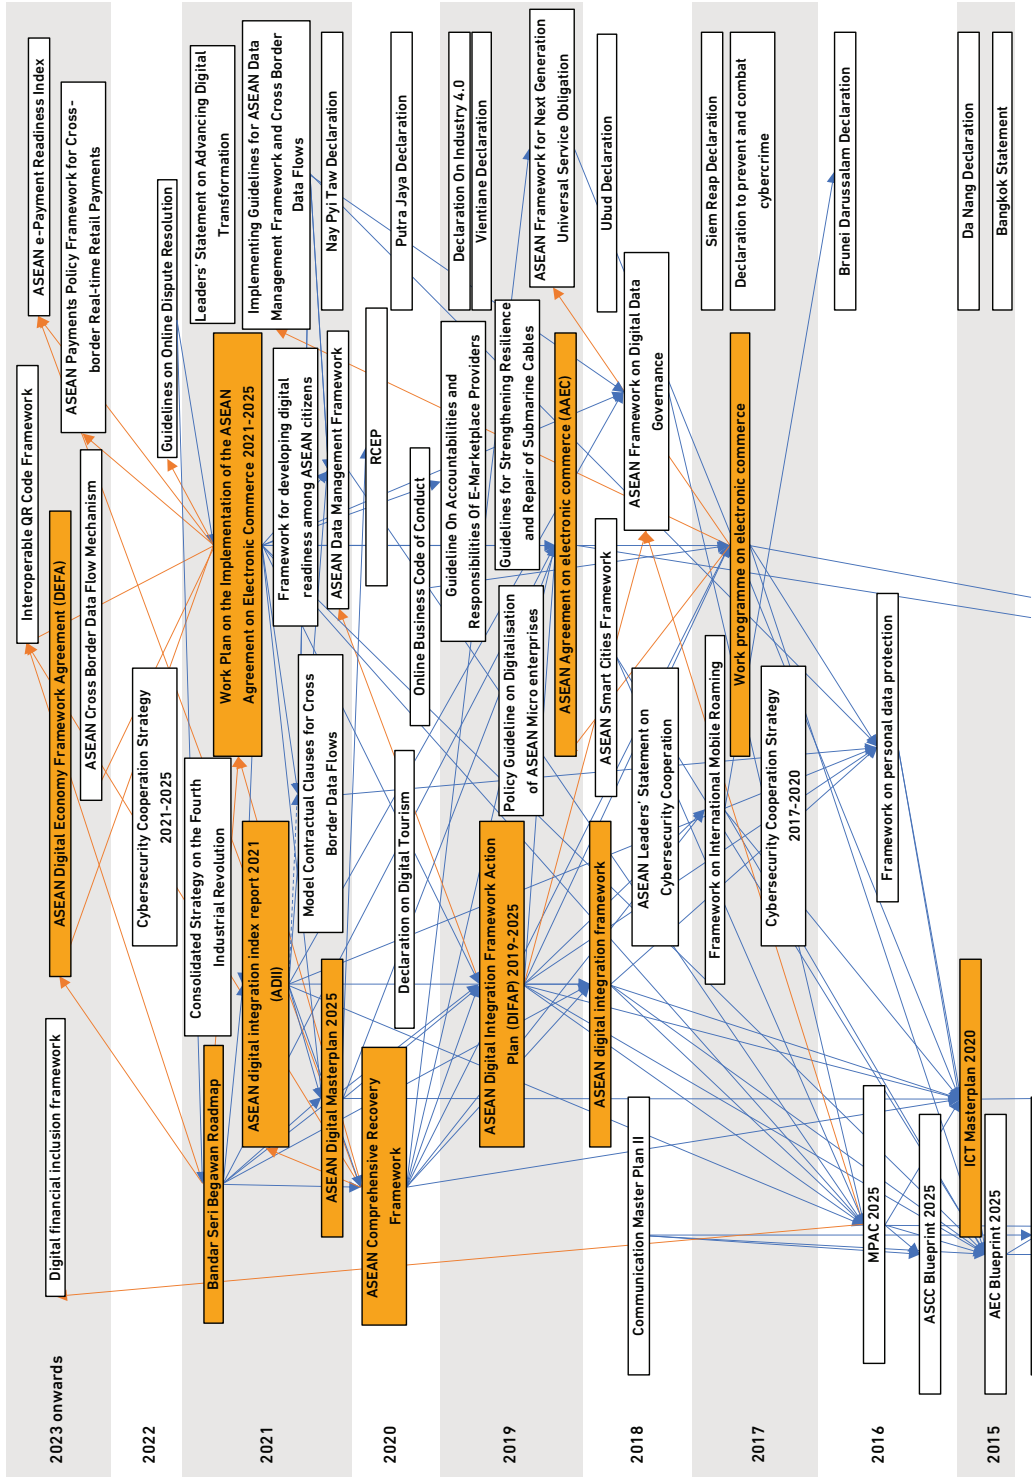 2023 onwards
Digital financial inclusion framework
ASEAN Digital Economy Framework Agreement (DEFA)
Interoperable QR Code Framework
ASEAN Cross Border Data Flow Mechanism
ASEAN e-Payment Readiness Index
ASEAN Payments Policy Framework for Cross-
border Real-time Retail Payments
2022
Cybersecurity Cooperation Strategy
2021-2025
Guidelines on Online Dispute Resolution
2021
Bandar Seri Begawan Roadmap
Consolidated Strategy on the Fourth
Industrial Revolution
ASEAN digital integration index report 2021
(ADII)
Work Plan on the Implementation of the ASEAN
Agreement on Electronic Commerce 2021-2025
Leaders' Statement on Advancing Digital
Transformation
Implementing Guidelines for ASEAN Data
Management Framework and Cross Border
Data Flows
Framework for developing digital
readiness among ASEAN citizens
Model Contractual Clauses for Cross
Border Data Flows
ASEAN Digital Masterplan 2025
ASEAN Data Management Framework
Nay Pyi Taw Declaration
2020
ASEAN Comprehensive Recovery
Framework
Declaration on Digital Tourism
RCEP
Online Business Code of Conduct
Putra Jaya Declaration
2019
ASEAN Digital Integration Framework Action
Plan (DIFAP) 2019-2025
Policy Guideline on Digitalisation
of ASEAN Micro enterprises
Guideline On Accountabilities and
Responsibilities Of E-Marketplace Providers
Guidelines for Strengthening Resilience
and Repair of Submarine Cables
Declaration On Industry 4.0
Vientiane Declaration
ASEAN Framework for Next Generation
Universal Service Obligation
ASEAN Agreement on electronic commerce (AAEC)
2018
ASEAN digital integration framework
Communication Master Plan II
ASEAN Smart Cities Framework
ASEAN Leaders' Statement on
Cybersecurity Cooperation
ASEAN Framework on Digital Data
Governance
Ubud Declaration
2017
Framework on International Mobile Roaming
Work programme on electronic commerce
Cybersecurity Cooperation Strategy
2017-2020
Siem Reap Declaration
Declaration to prevent and combat
cybercrime
2016
MPAC 2025
ASCC Blueprint 2025
Framework on personal data protection
Brunei Darussalam Declaration
2015
ICT Masterplan 2020
AEC Blueprint 2025
Da Nang Declaration
Bangkok Statement